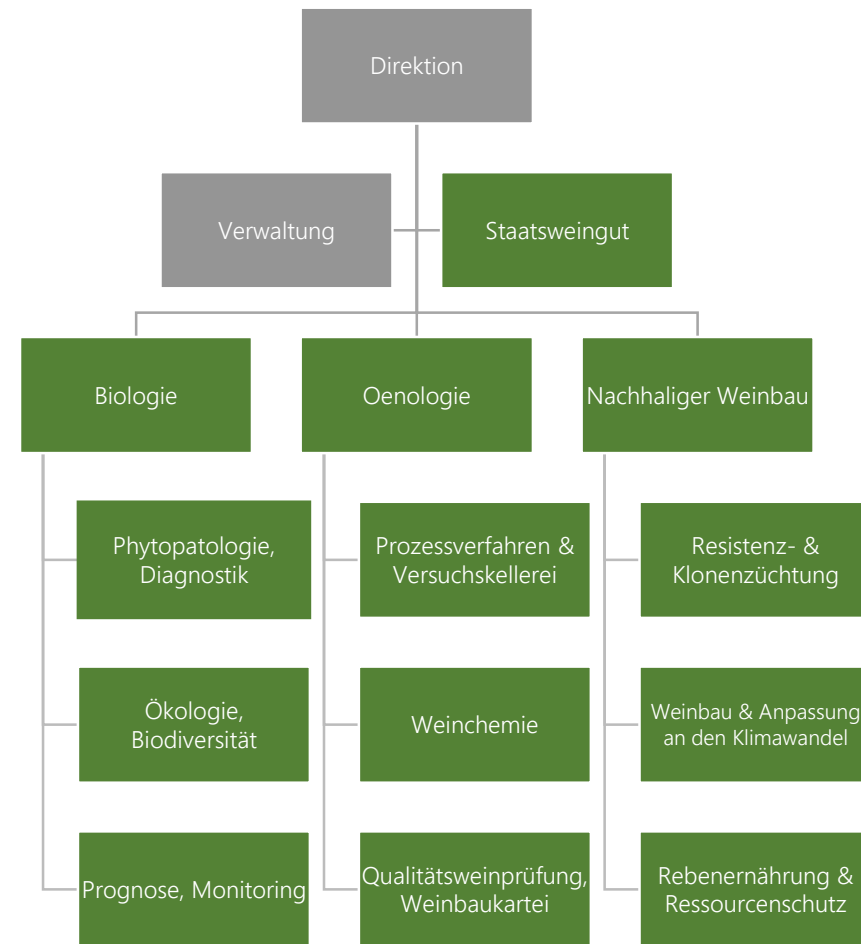 Direktion
Verwaltung
Staatsweingut
Biologie
Oenologie
Nachhaliger Weinbau
Phytopatologie,
Diagnostik
Prozessverfahren &
Versuchskellerei
Resistenz- &
Klonenzüchtung
Ökologie,
Biodiversität
Weinchemie
Weinbau & Anpassung
an den Klimawandel
Prognose, Monitoring
Qualitätsweinprüfung,
Weinbaukartei
Rebenernährung &
Ressourcenschutz